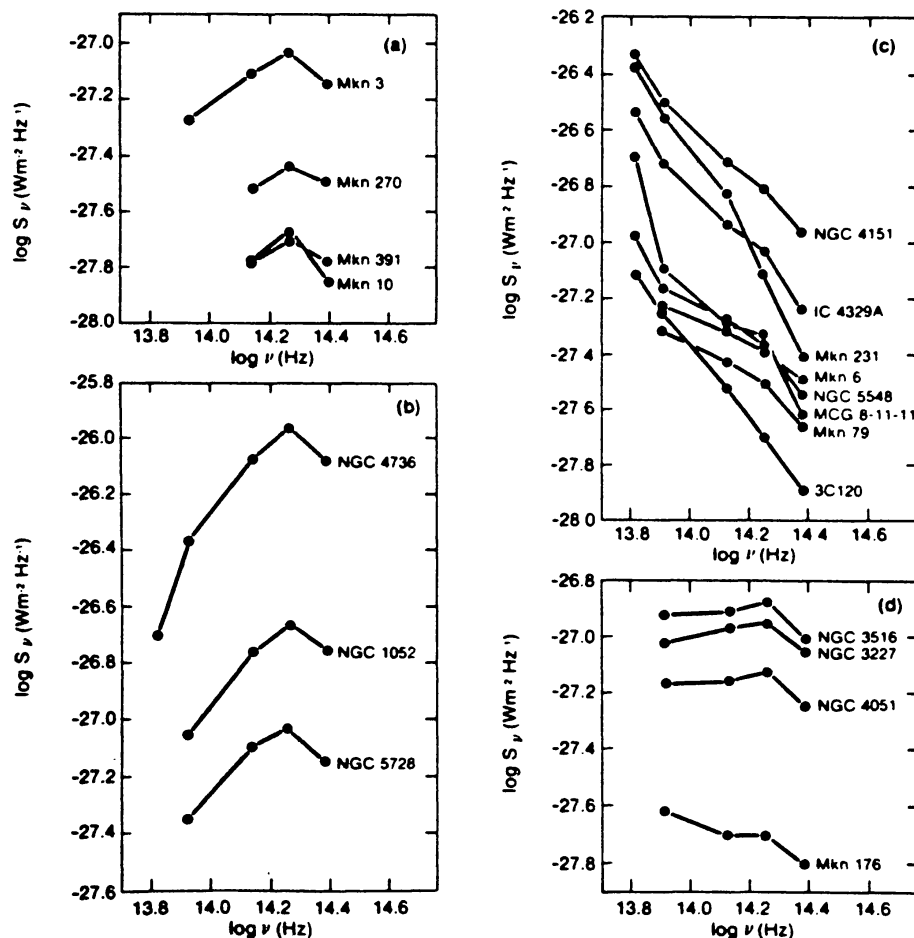 (a)
log S ν (Wm⁻² Hz⁻¹)
-27.0
-27.2
-27.4
-27.6
-27.8
-28.0
Mkn 3
Mkn 270
Mkn 391
Mkn 10
13.8 14.0 14.2 14.4 14.6
log ν (Hz)
(b)
log S ν (Wm⁻² Hz⁻¹)
-25.8
-26.0
-26.2
-26.4
-26.6
-26.8
-27.0
-27.2
-27.4
-27.6
NGC 4736
NGC 1052
NGC 5728
13.8 14.0 14.2 14.4 14.6
log ν (Hz)
(c)
log S ν (Wm⁻² Hz⁻¹)
-26.2
-26.4
-26.6
-26.8
-27.0
-27.2
-27.4
-27.6
-27.8
-28.0
NGC 4151
IC 4329A
Mkn 231
Mkn 6
NGC 5548
MCG 8-11-11
Mkn 79
3C120
13.8 14.0 14.2 14.4 14.6
log ν (Hz)
(d)
log S ν (Wm⁻² Hz⁻¹)
-26.8
-27.0
-27.2
-27.4
-27.6
-27.8
NGC 3516
NGC 3227
NGC 4051
Mkn 176
13.8 14.0 14.2 14.4 14.6
log ν (Hz)